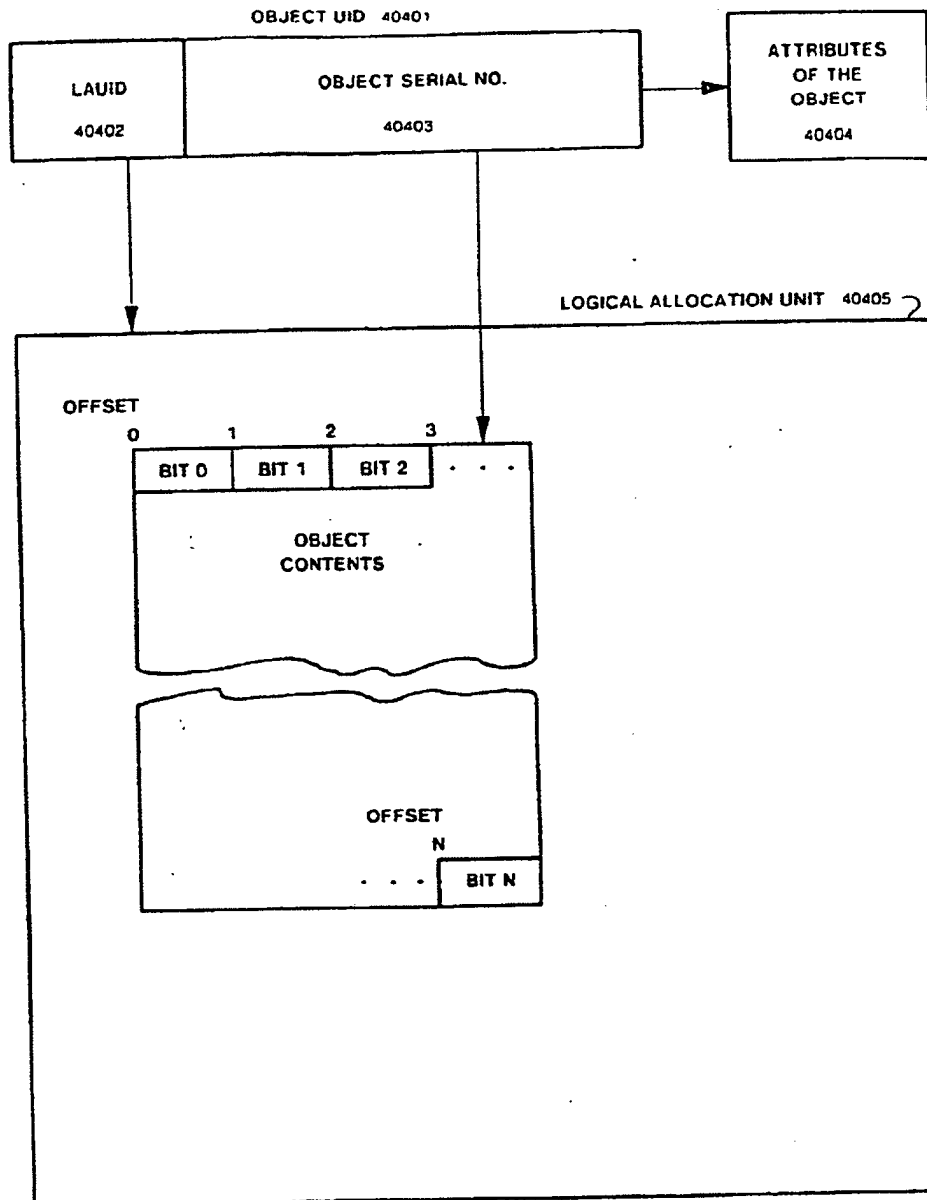 OBJECT UID 40401
LAUID
40402
OBJECT SERIAL NO.
40403
ATTRIBUTES
OF THE
OBJECT
40404
LOGICAL ALLOCATION UNIT 40405
OFFSET
0 1 2 3
BIT 0 BIT 1 BIT 2 . . .
OBJECT
CONTENTS
OFFSET
N
. . . BIT N